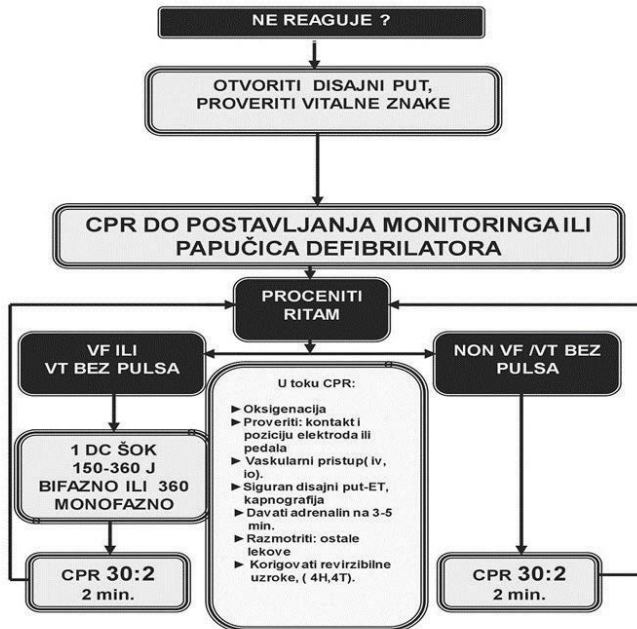 NE REAGUJE ?
OTVORITI DISAJNI PUT,
PROVERITI VITALNE ZNAKE
CPR DO POSTAVLJANJA MONITORINGA ILI
PAPUČICA DEFIBRILATORA
PROCENITI
RITAM
VF ILI
VT BEZ PULSA
NON VF /VT BEZ
PULSA
1 DC ŠOK
150-360 J
BIFAZNO ILI 360
MONOFAZNO
CPR 30:2
2 min.
U toku CPR:
► Oksigenacija
► Proveriti: kontakt i
poziciju elektroda ili
pedala
► Vaskularni pristup( iv,
io).
► Siguran disajni put-ET,
kapnografija
► Davati adrenalin na 3-5
min.
► Razmotriti: ostale
lekove
► Korigovati revirzibilne
uzroke, ( 4H,4T).
CPR 30:2
2 min.